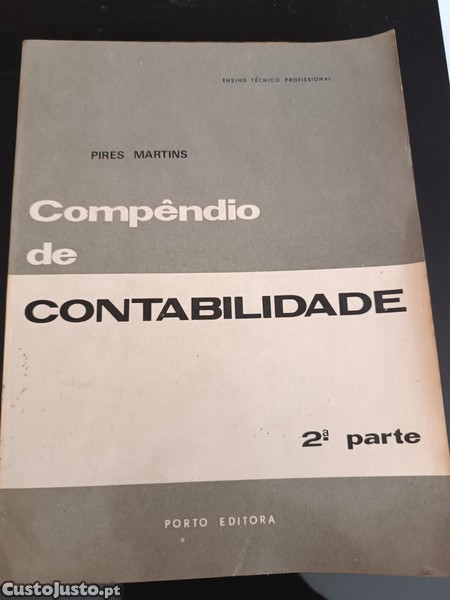 ENSINO TÉCNICO PROFISSIONAL
PIRES MARTINS
Compêndio
de
CONTABILIDADE
2ª parte
PORTO EDITORA
CustoJusto.pt